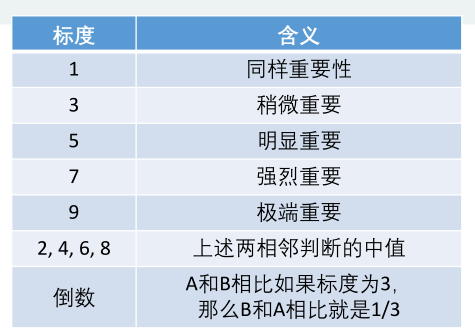 标度 含义
1 同样重要性
3 稍微重要
5 明显重要
7 强烈重要
9 极端重要
2, 4, 6, 8 上述两相邻判断的中值
倒数 A和B相比如果标度为3，
那么B和A相比就是1/3